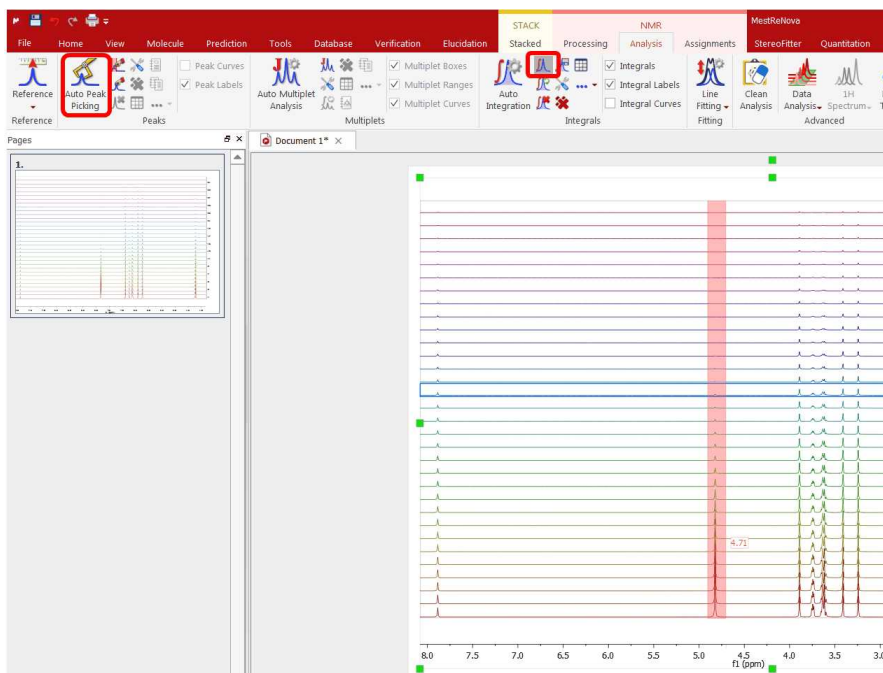 STACK NMR MestReNova
File Home View Molecule Prediction Tools Database Verification Elucidation Stacked Processing Analysis Assignments StereoFitter Quantitation
Peak Curves Multiplet Boxes Integrals
Reference Auto Peak Picking Peak Labels Auto Multiplet Analysis Multiplet Ranges Auto Integration Integral Labels Line Fitting Clean Analysis Data Analysis 1H Spectrum
Multiplet Curves Integral Curves
Reference Peaks Multiplets Integrals Fitting Advanced
Pages Document 1*
1.
4.71
8.0 7.5 7.0 6.5 6.0 5.5 5.0 4.5 4.0 3.5 3.0
f1 (ppm)